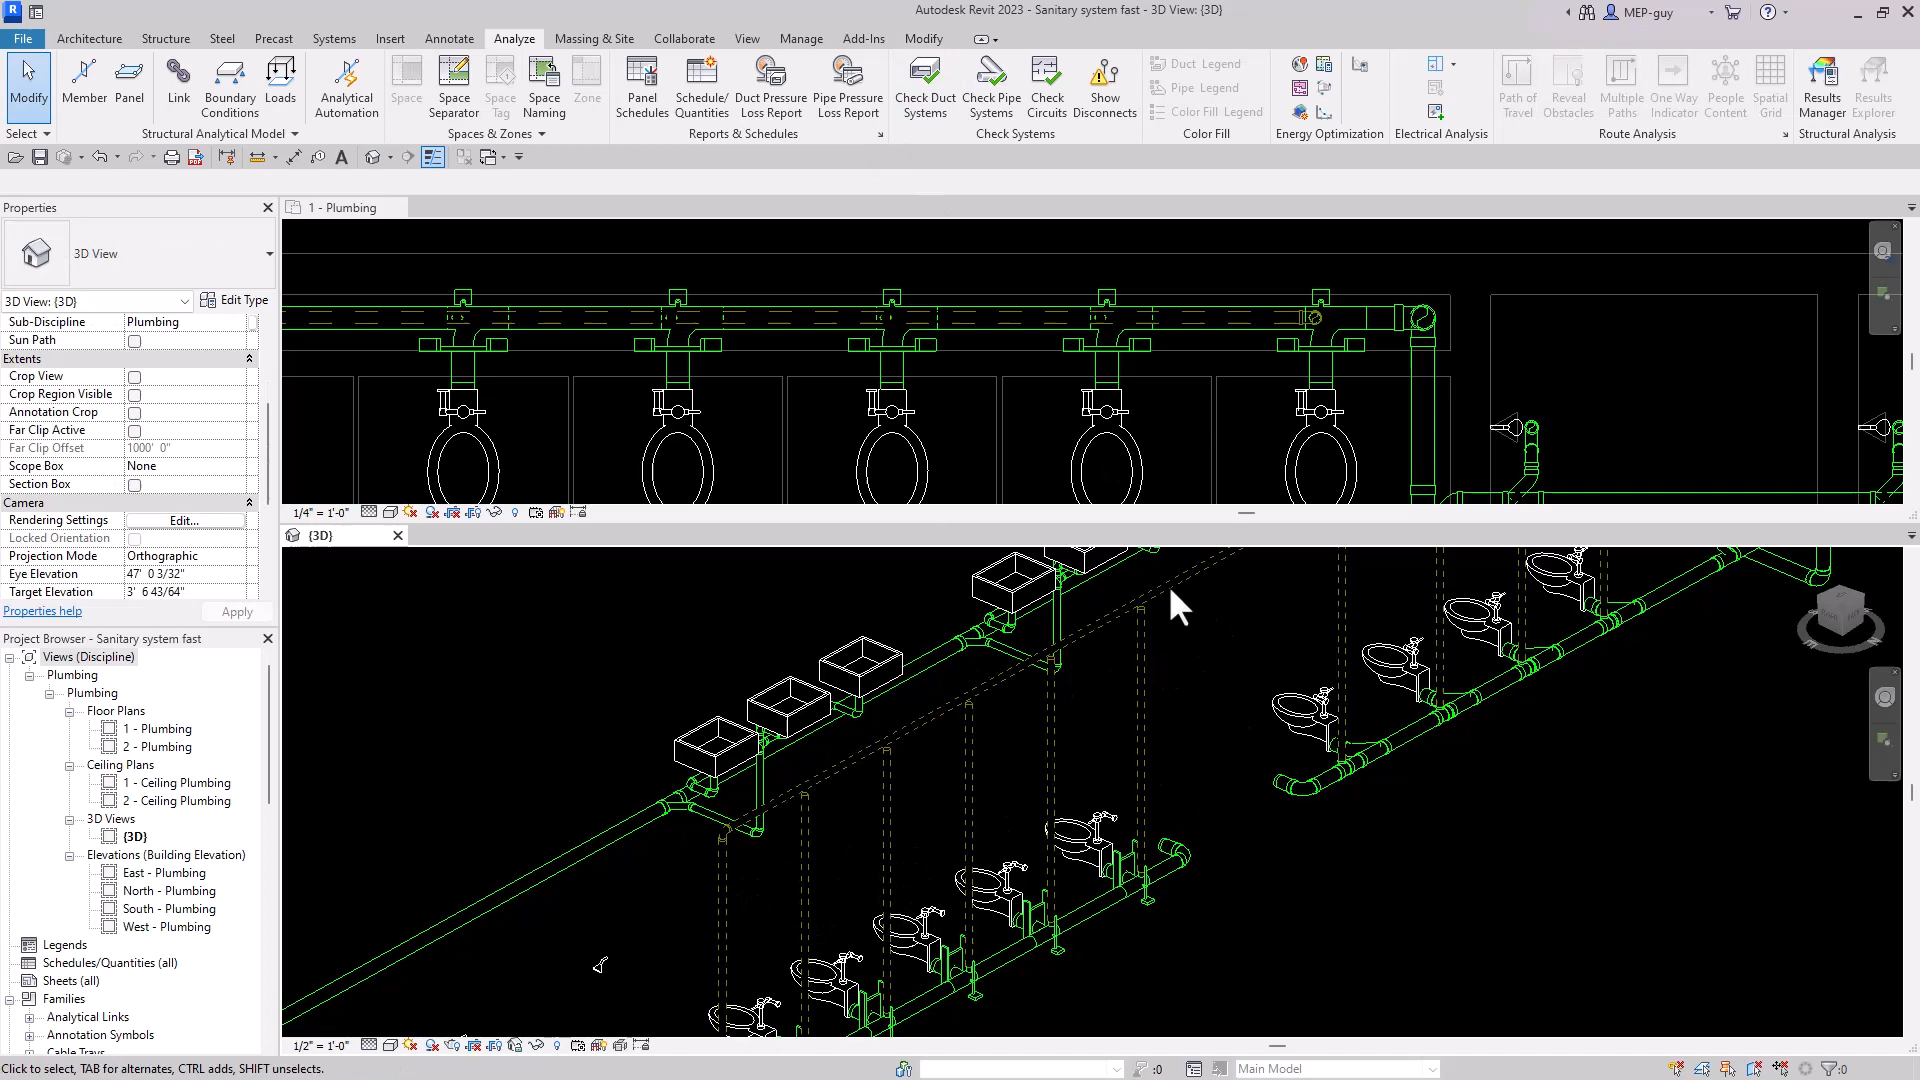 Autodesk Revit 2023 - Sanitary system fast - 3D View: {3D}
MEP-guy
File
Architecture
Structure
Steel
Precast
Systems
Insert
Annotate
Analyze
Massing & Site
Collaborate
View
Manage
Add-Ins
Modify
Modify
Member
Panel
Link
Boundary
Conditions
Loads
Analytical
Automation
Space
Space
Separator
Space
Tag
Space
Naming
Zone
Panel
Schedules
Schedule/
Quantities
Duct Pressure
Loss Report
Pipe Pressure
Loss Report
Check Duct
Systems
Check Pipe
Systems
Check
Circuits
Show
Disconnects
Duct Legend
Pipe Legend
Color Fill Legend
Path of
Travel
Reveal
Obstacles
Multiple
Paths
One Way
Indicator
People
Content
Spatial
Grid
Results
Manager
Results
Explorer
Select
Structural Analytical Model
Spaces & Zones
Reports & Schedules
Check Systems
Color Fill
Energy Optimization
Electrical Analysis
Route Analysis
Structural Analysis
Properties
3D View
3D View: {3D}
Edit Type
Sub-Discipline Plumbing
Sun Path
Extents
Crop View
Crop Region Visible
Annotation Crop
Far Clip Active
Far Clip Offset 1000' 0"
Scope Box None
Section Box
Camera
Rendering Settings Edit...
Locked Orientation
Projection Mode Orthographic
Eye Elevation 47' 0 3/32"
Target Elevation 3' 6 43/64"
Properties help
Apply
Project Browser - Sanitary system fast
Views (Discipline)
Plumbing
Plumbing
Floor Plans
1 - Plumbing
2 - Plumbing
Ceiling Plans
1 - Ceiling Plumbing
2 - Ceiling Plumbing
3D Views
{3D}
Elevations (Building Elevation)
East - Plumbing
North - Plumbing
South - Plumbing
West - Plumbing
Legends
Schedules/Quantities (all)
Sheets (all)
Families
Analytical Links
Annotation Symbols
Cable Trays
1 - Plumbing
1/4" = 1'-0"
{3D}
1/2" = 1'-0"
Click to select, TAB for alternates, CTRL adds, SHIFT unselects.
:0
Main Model
:0